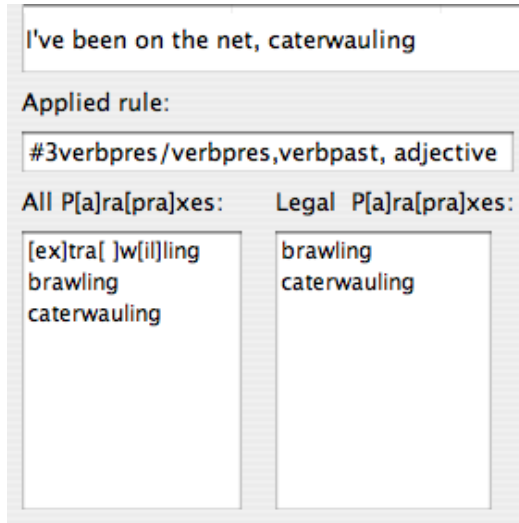 I've been on the net, caterwauling
Applied rule:
#3verbpres/verbpres,verbpast, adjective
All P[a]ra[pra]xes: Legal P[a]ra[pra]xes:
[ex]tra[ ]w[il]ling brawling
brawling caterwauling
caterwauling